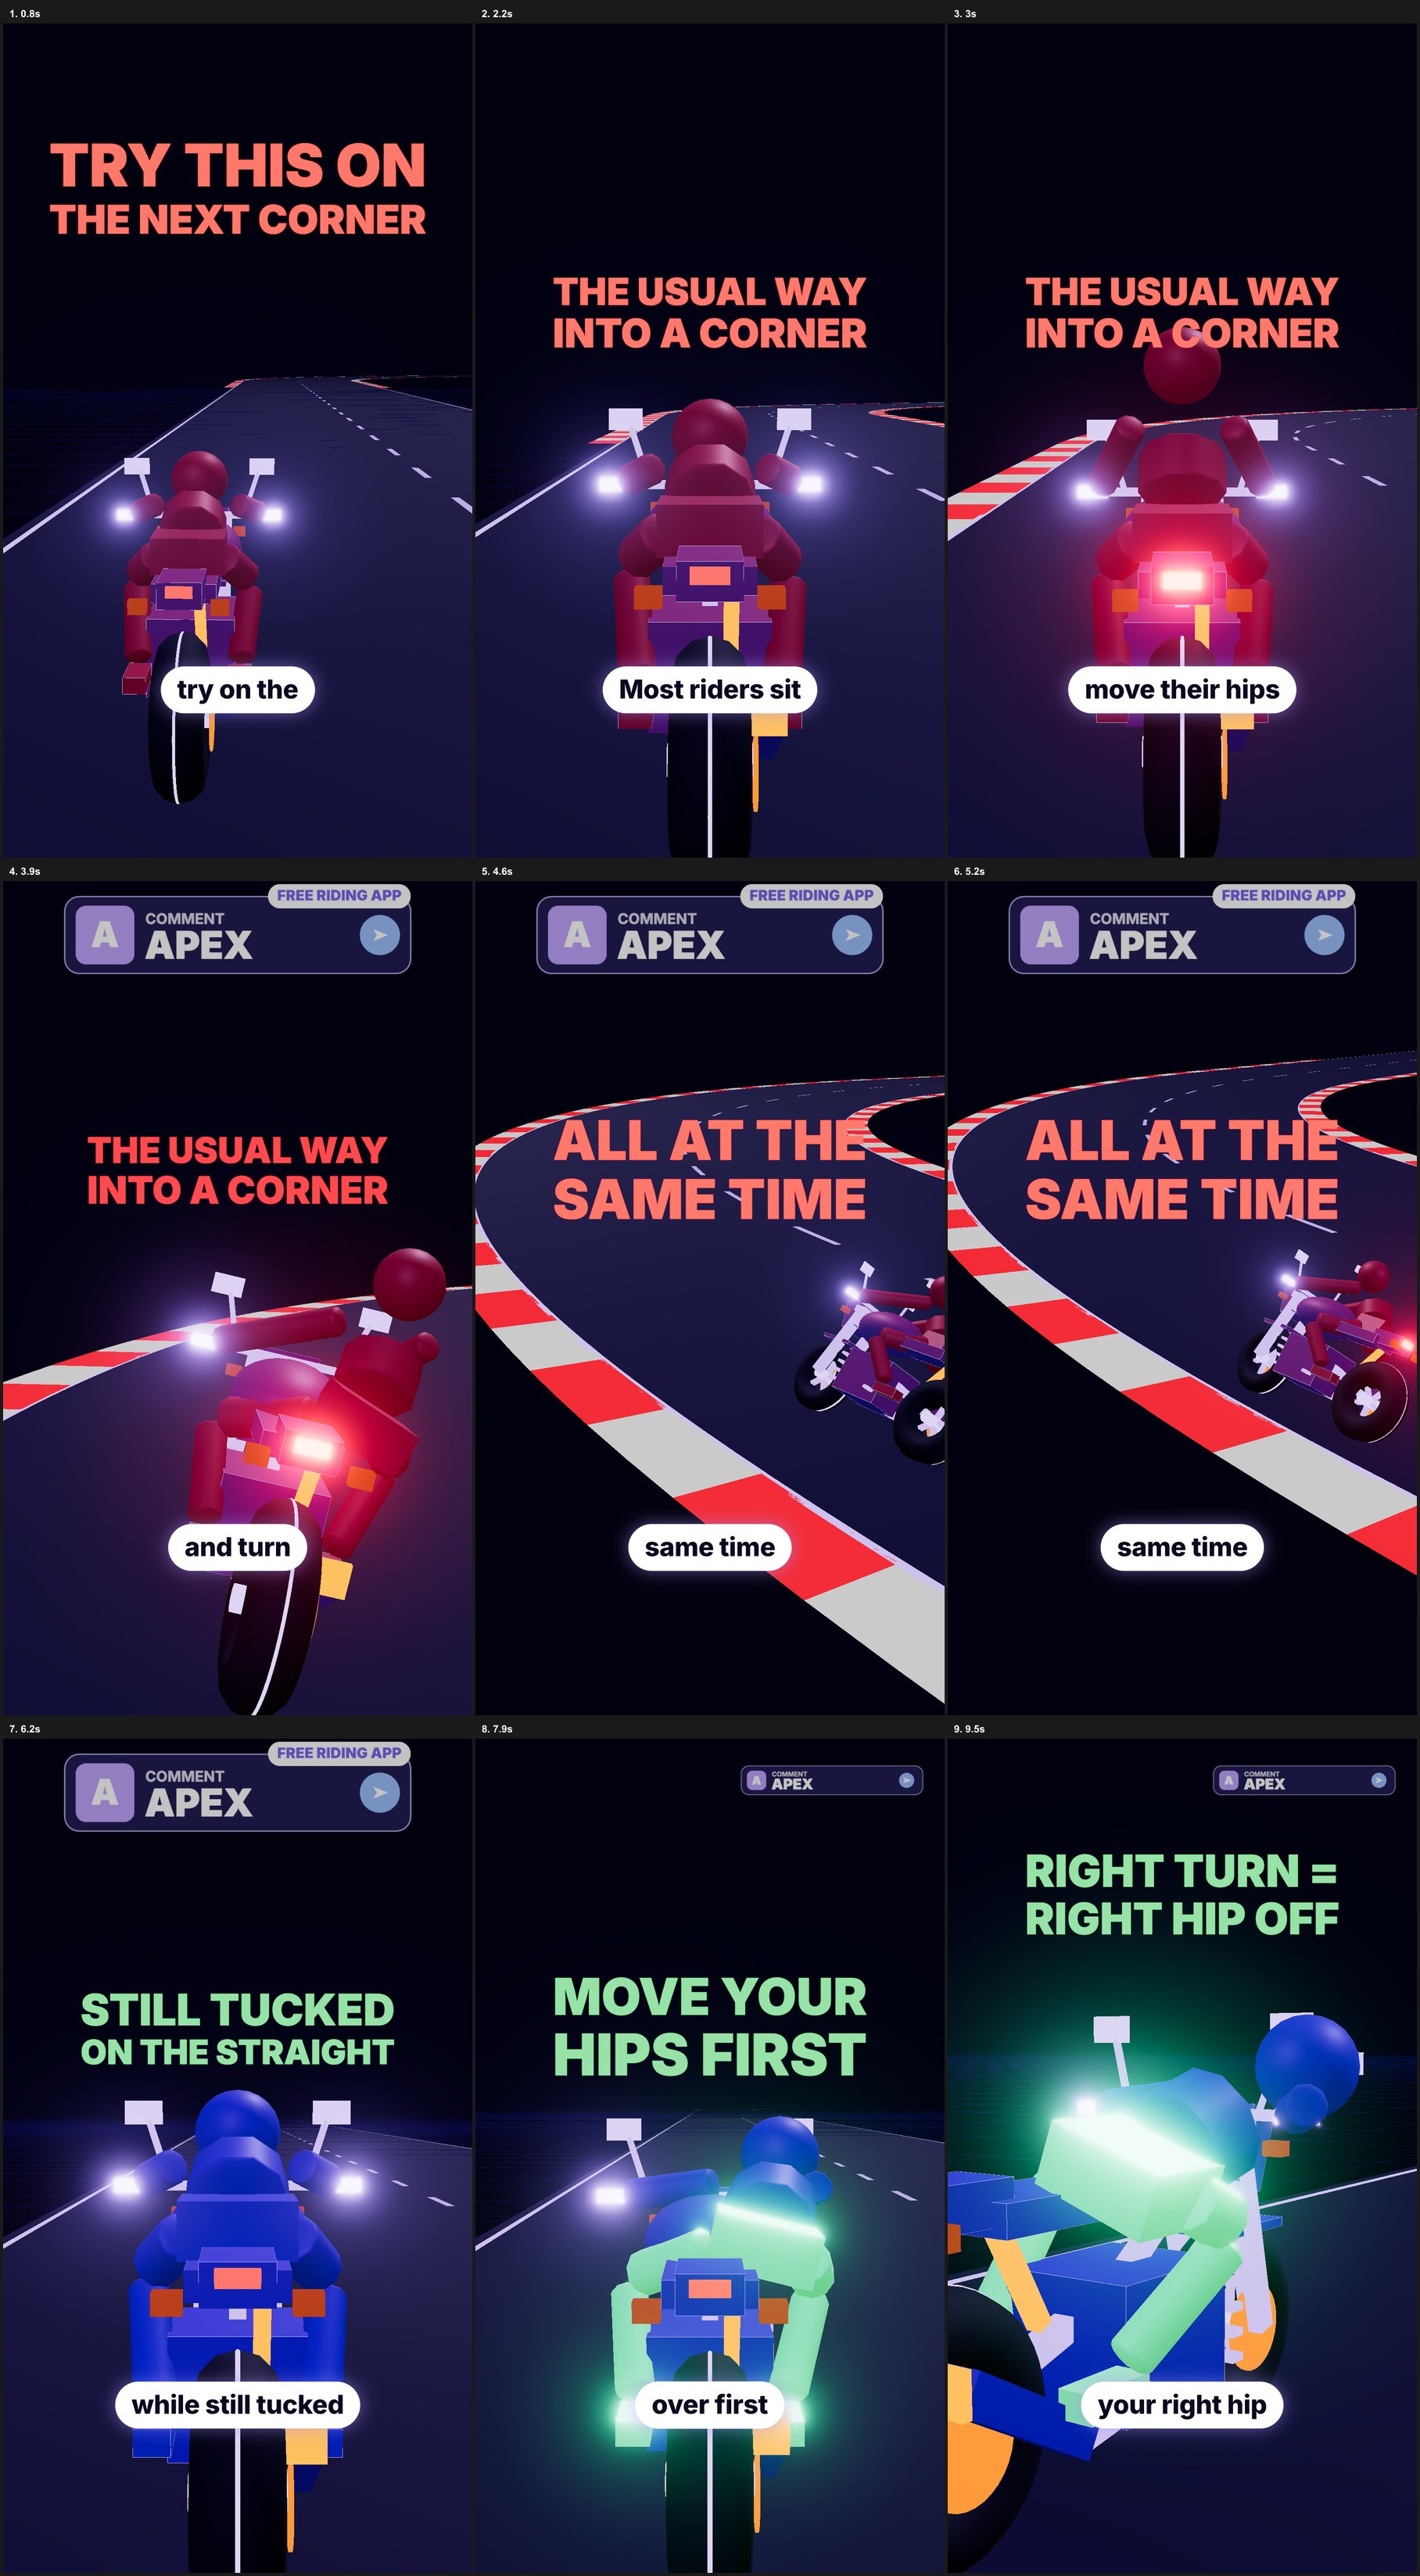 1. 0.8s
TRY THIS ON
THE NEXT CORNER
try on the
2. 2.2s
THE USUAL WAY
INTO A CORNER
Most riders sit
3. 3s
THE USUAL WAY
INTO A CORNER
move their hips
4. 3.9s
FREE RIDING APP
A
COMMENT
APEX
THE USUAL WAY
INTO A CORNER
and turn
5. 4.6s
FREE RIDING APP
A
COMMENT
APEX
ALL AT THE
SAME TIME
same time
6. 5.2s
FREE RIDING APP
A
COMMENT
APEX
ALL AT THE
SAME TIME
same time
7. 6.2s
FREE RIDING APP
A
COMMENT
APEX
STILL TUCKED
ON THE STRAIGHT
while still tucked
8. 7.9s
A
COMMENT
APEX
MOVE YOUR
HIPS FIRST
over first
9. 9.5s
A
COMMENT
APEX
RIGHT TURN =
RIGHT HIP OFF
your right hip